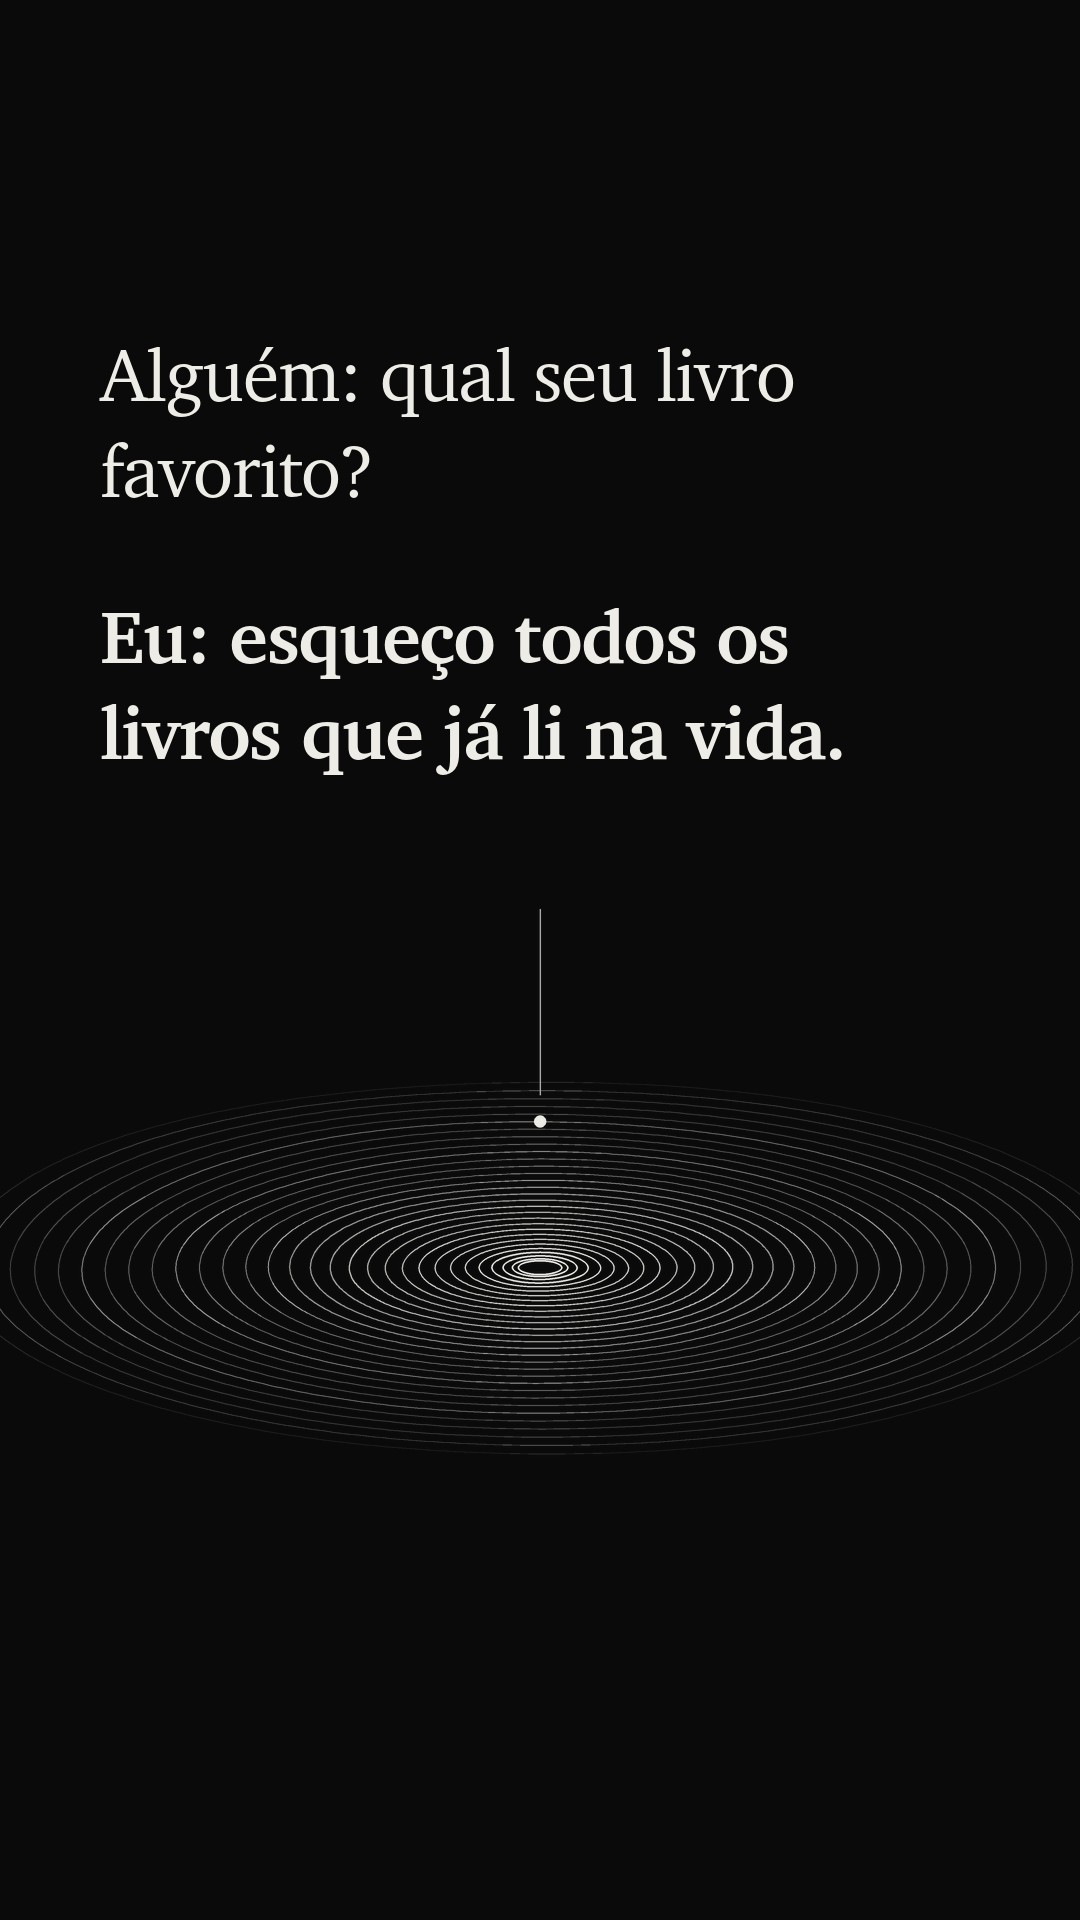 Alguém: qual seu livro
favorito?
Eu: esqueço todos os
livros que já li na vida.